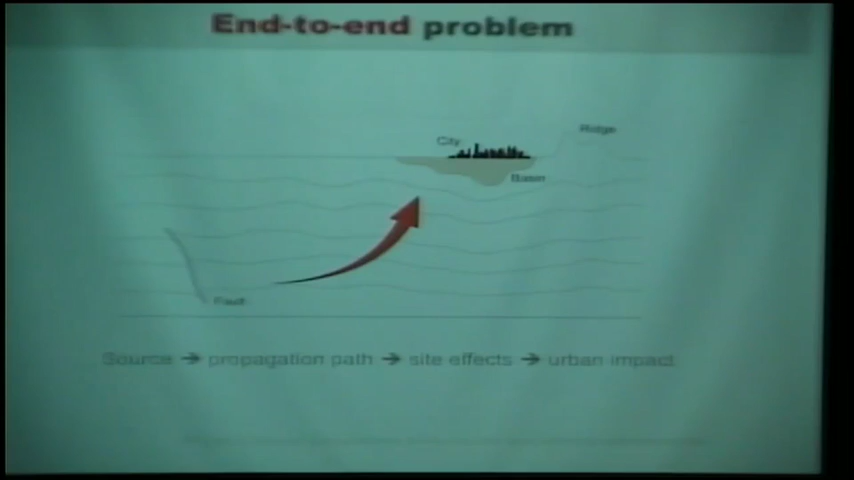 End-to-end problem
City
Ridge
Basin
Fault
Source → propagation path → site effects → urban impact